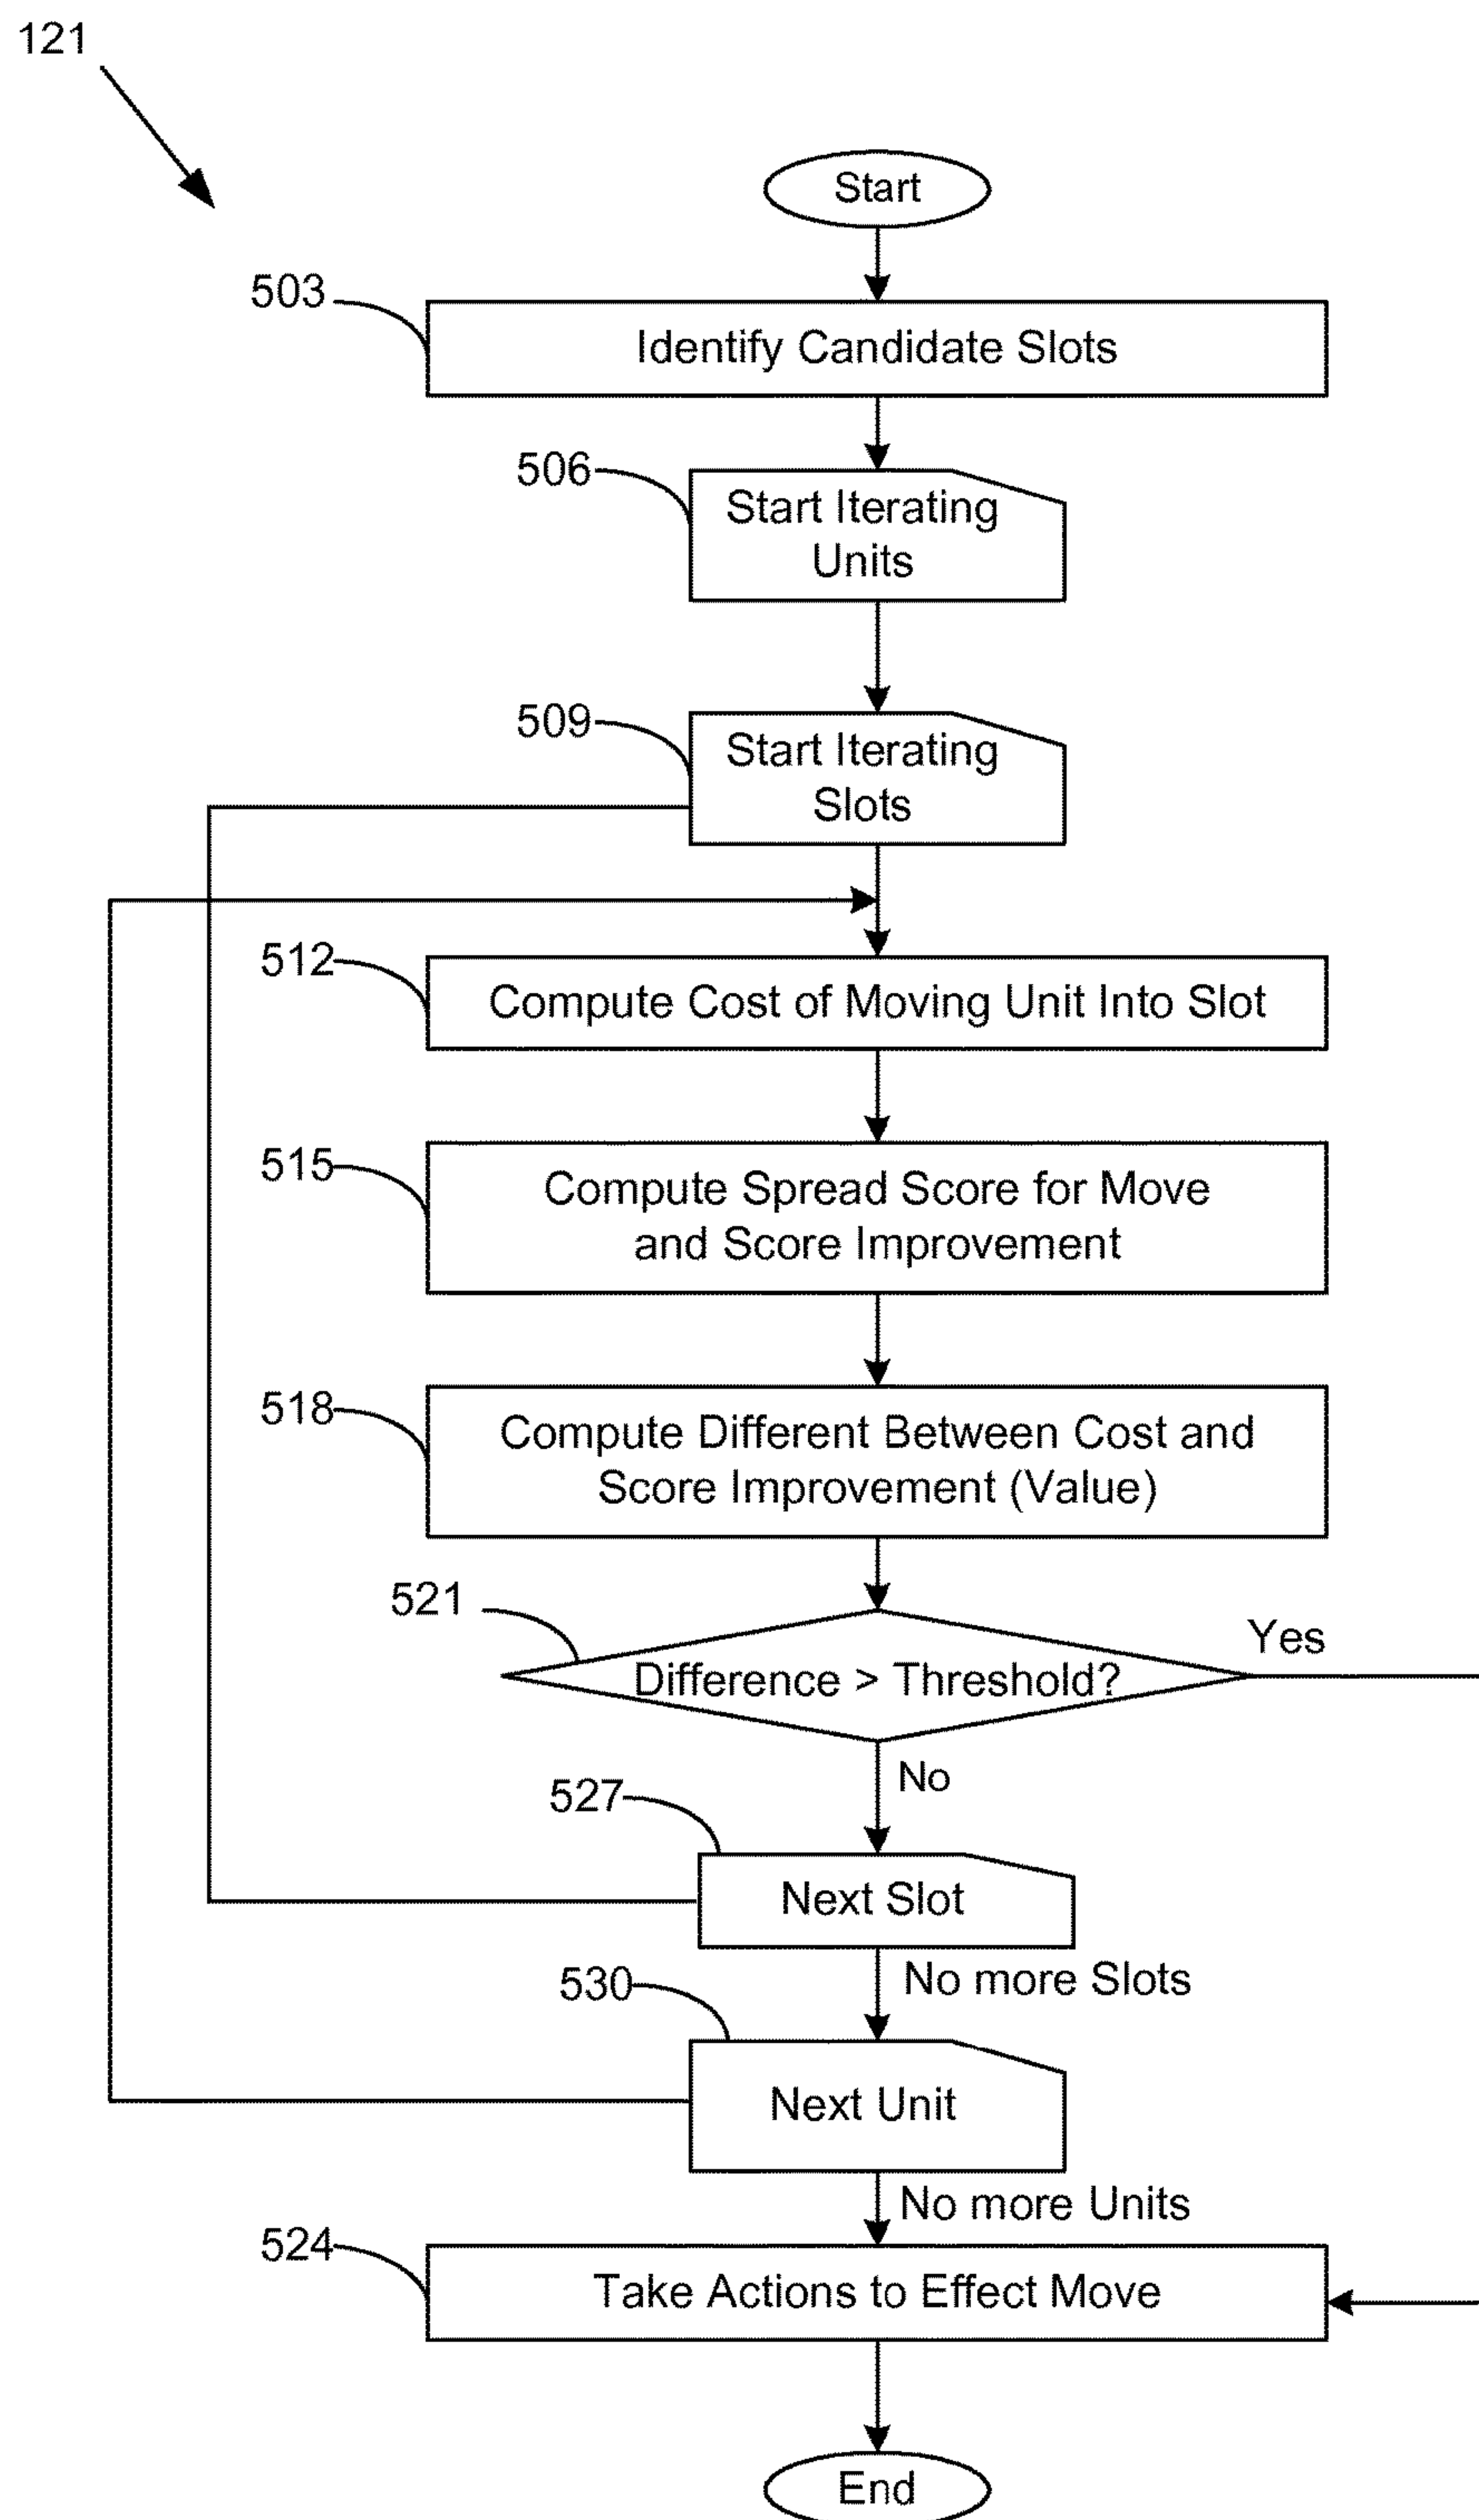 121
Start
503
Identify Candidate Slots
506
Start Iterating
Units
509
Start Iterating
Slots
512
Compute Cost of Moving Unit Into Slot
515
Compute Spread Score for Move
and Score Improvement
518
Compute Different Between Cost and
Score Improvement (Value)
521
Yes
Difference > Threshold?
No
527
Next Slot
No more Slots
530
Next Unit
No more Units
524
Take Actions to Effect Move
End